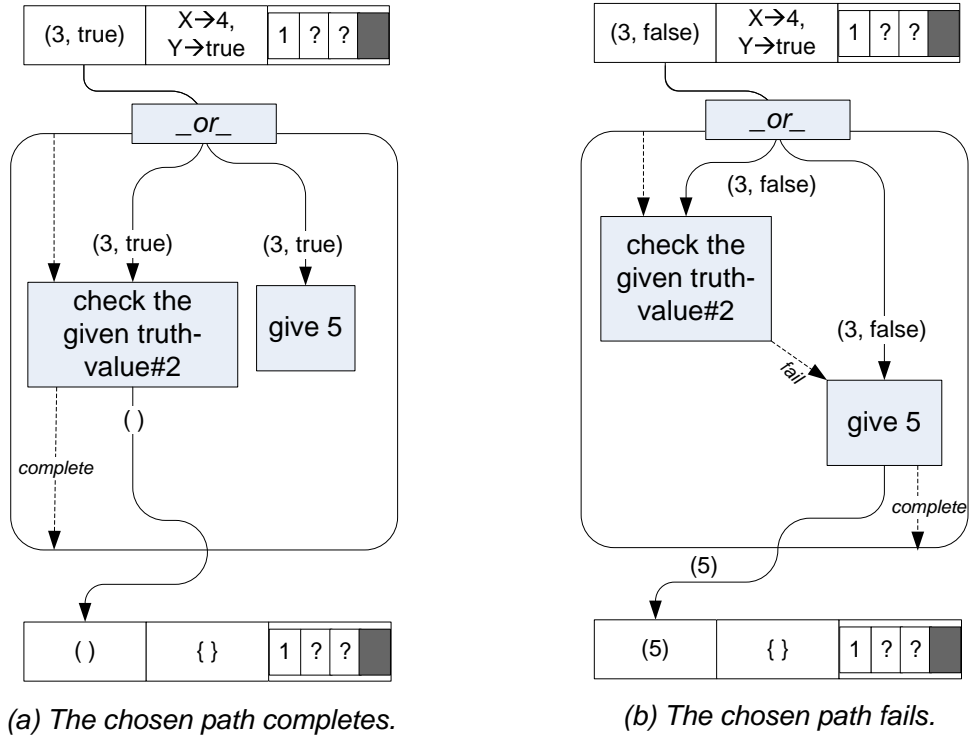 (3, true)
X→4,
Y→true
1 ? ?
_or_
(3, true)
(3, true)
check the
given truth-
value#2
give 5
( )
complete
( )
{ }
1 ? ?
(a) The chosen path completes.
(3, false)
X→4,
Y→true
1 ? ?
_or_
(3, false)
check the
given truth-
value#2
(3, false)
fail
give 5
complete
(5)
(5)
{ }
1 ? ?
(b) The chosen path fails.